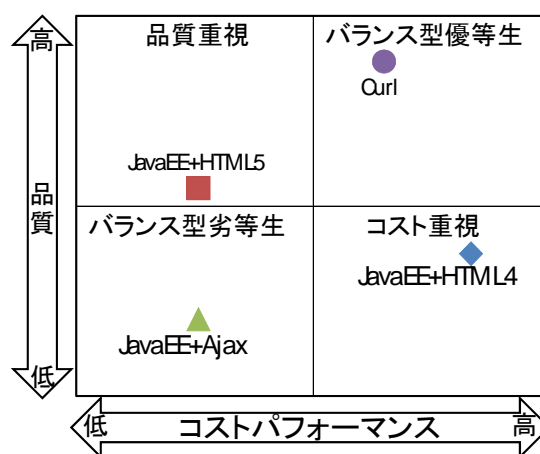 高
品質重視
バランス型優等生
Curl
JavaEE+HTML5
品質
バランス型劣等生
コスト重視
JavaEE+HTML4
JavaEE+Ajax
低
低
コストパフォーマンス
高